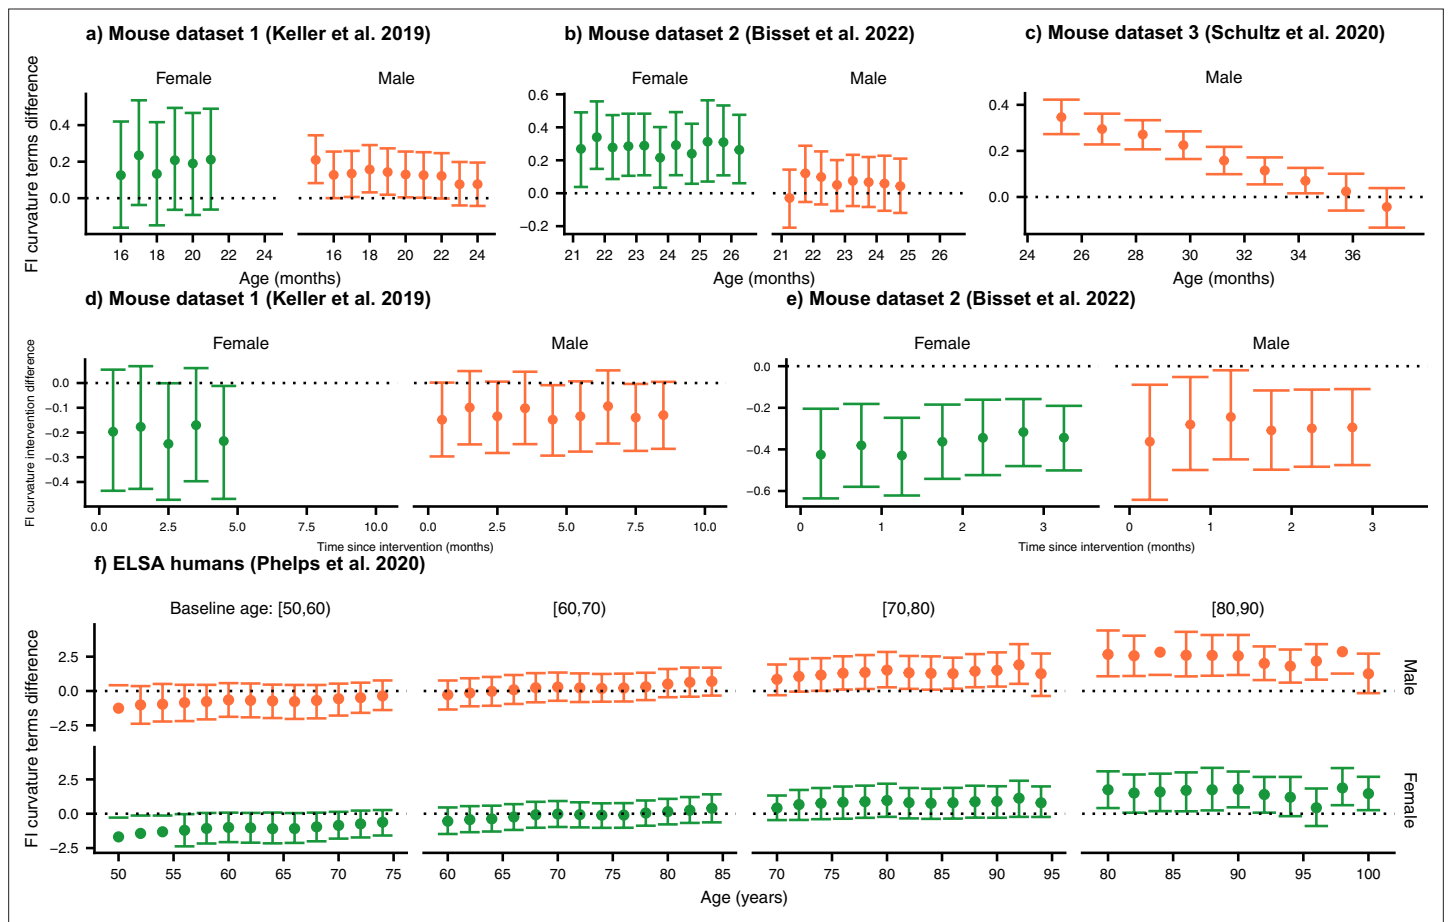 a) Mouse dataset 1 (Keller et al. 2019)
b) Mouse dataset 2 (Bisset et al. 2022)
c) Mouse dataset 3 (Schultz et al. 2020)
Female
Male
Female
Male
Male
FI curvature terms difference
0.4
0.2
0.0
0.6
0.4
0.2
0.0
−0.2
0.4
0.2
0.0
16 18 20 22 24
16 18 20 22 24
21 22 23 24 25 26
21 22 23 24 25 26
24 26 28 30 32 34 36
Age (months)
Age (months)
Age (months)
d) Mouse dataset 1 (Keller et al. 2019)
e) Mouse dataset 2 (Bisset et al. 2022)
Female
Male
Female
Male
FI curvature intervention difference
0.0
−0.1
−0.2
−0.3
−0.4
0.0
−0.2
−0.4
−0.6
0.0 2.5 5.0 7.5 10.0
0.0 2.5 5.0 7.5 10.0
0 1 2 3
0 1 2 3
Time since intervention (months)
Time since intervention (months)
f) ELSA humans (Phelps et al. 2020)
Baseline age: [50,60)
[60,70)
[70,80)
[80,90)
FI curvature terms difference
2.5
0.0
−2.5
Male
2.5
0.0
−2.5
Female
50 55 60 65 70 75
60 65 70 75 80 85
70 75 80 85 90 95
80 85 90 95 100
Age (years)